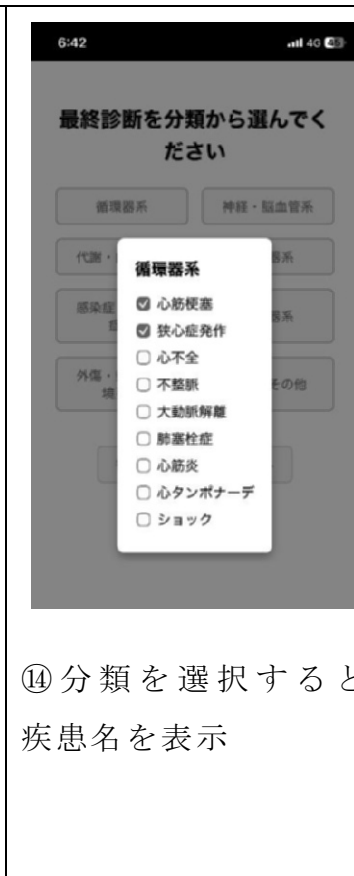 6:42
4G 45
最終診断を分類から選んでく
ださい
循環器系
神経・脳血管系
代謝・
器系
循環器系
心筋梗塞
狭心症発作
心不全
不整脈
大動脈解離
肺塞栓症
心筋炎
心タンポナーデ
ショック
感染症
器系
外傷・
その他
境
⑭分類を選択すると
疾患名を表示